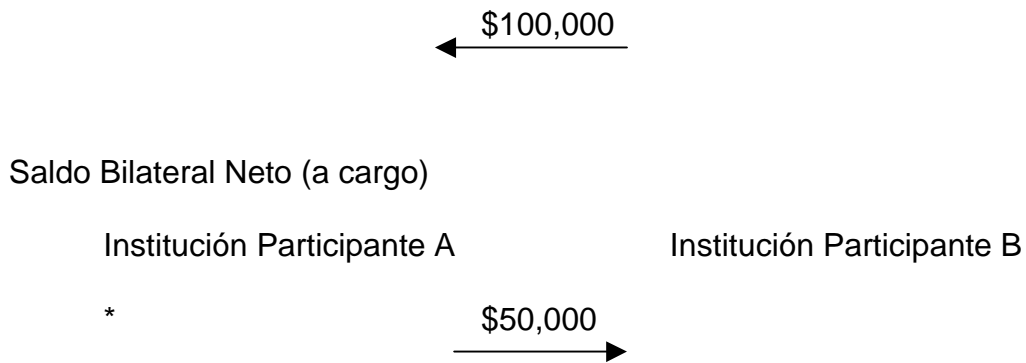 $100,000
Saldo Bilateral Neto (a cargo)
Institución Participante A Institución Participante B
* $50,000